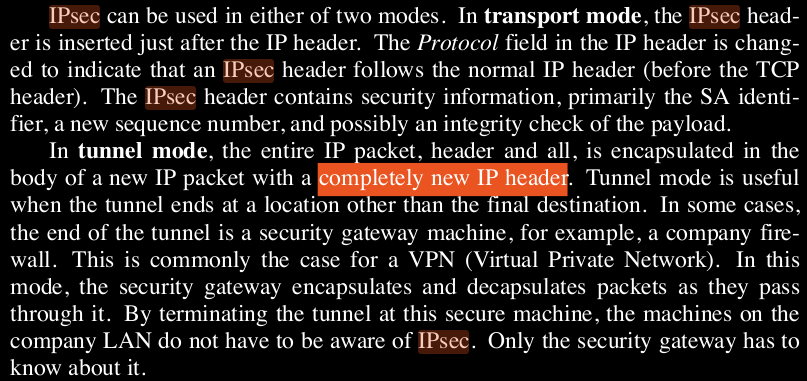 IPsec can be used in either of two modes. In transport mode, the IPsec head-
er is inserted just after the IP header. The Protocol field in the IP header is chang-
ed to indicate that an IPsec header follows the normal IP header (before the TCP
header). The IPsec header contains security information, primarily the SA identi-
fier, a new sequence number, and possibly an integrity check of the payload.
In tunnel mode, the entire IP packet, header and all, is encapsulated in the
body of a new IP packet with a completely new IP header. Tunnel mode is useful
when the tunnel ends at a location other than the final destination. In some cases,
the end of the tunnel is a security gateway machine, for example, a company fire-
wall. This is commonly the case for a VPN (Virtual Private Network). In this
mode, the security gateway encapsulates and decapsulates packets as they pass
through it. By terminating the tunnel at this secure machine, the machines on the
company LAN do not have to be aware of IPsec. Only the security gateway has to
know about it.